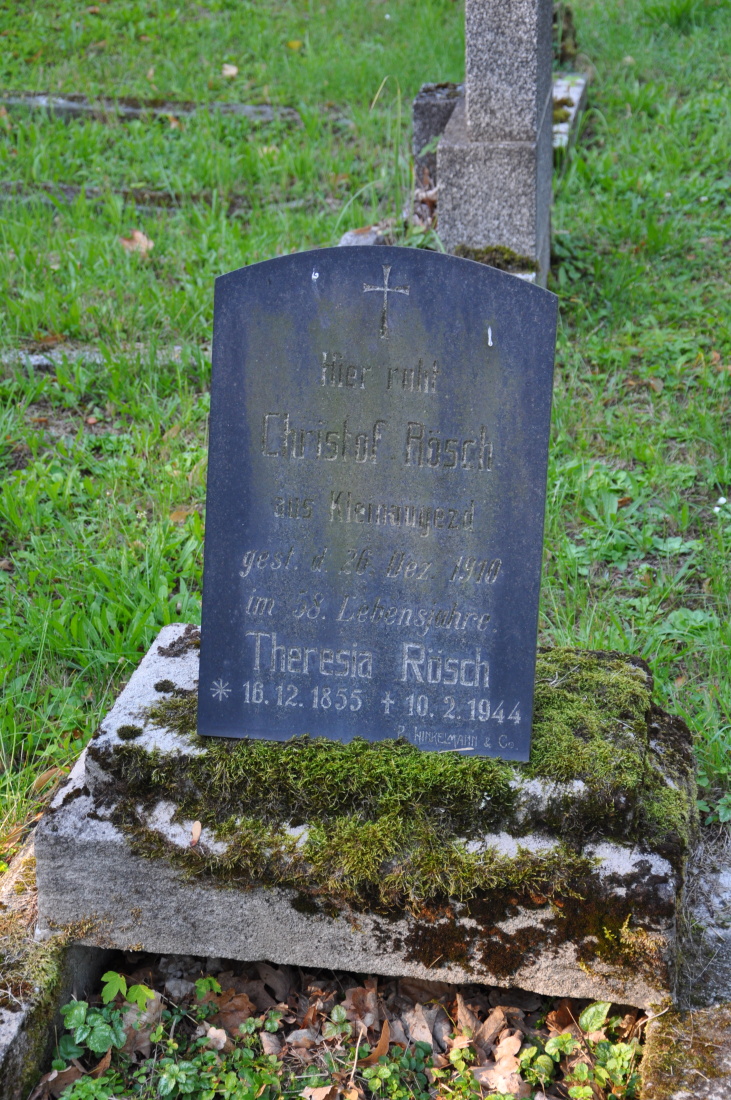 Hier ruht
Christof Rösch
aus Kleinaugezd
gest. d. 26. Dez. 1910
im 58. Lebensjahre.
Theresia Rösch
* 16.12.1855 + 10.2.1944
& Co.